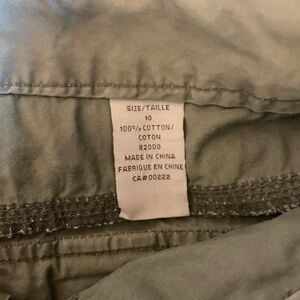 SIZE/TAILLE
10
100% COTTON/
COTON
82000
MADE IN CHINA
FABRIQUE EN CHINE
CA#00222